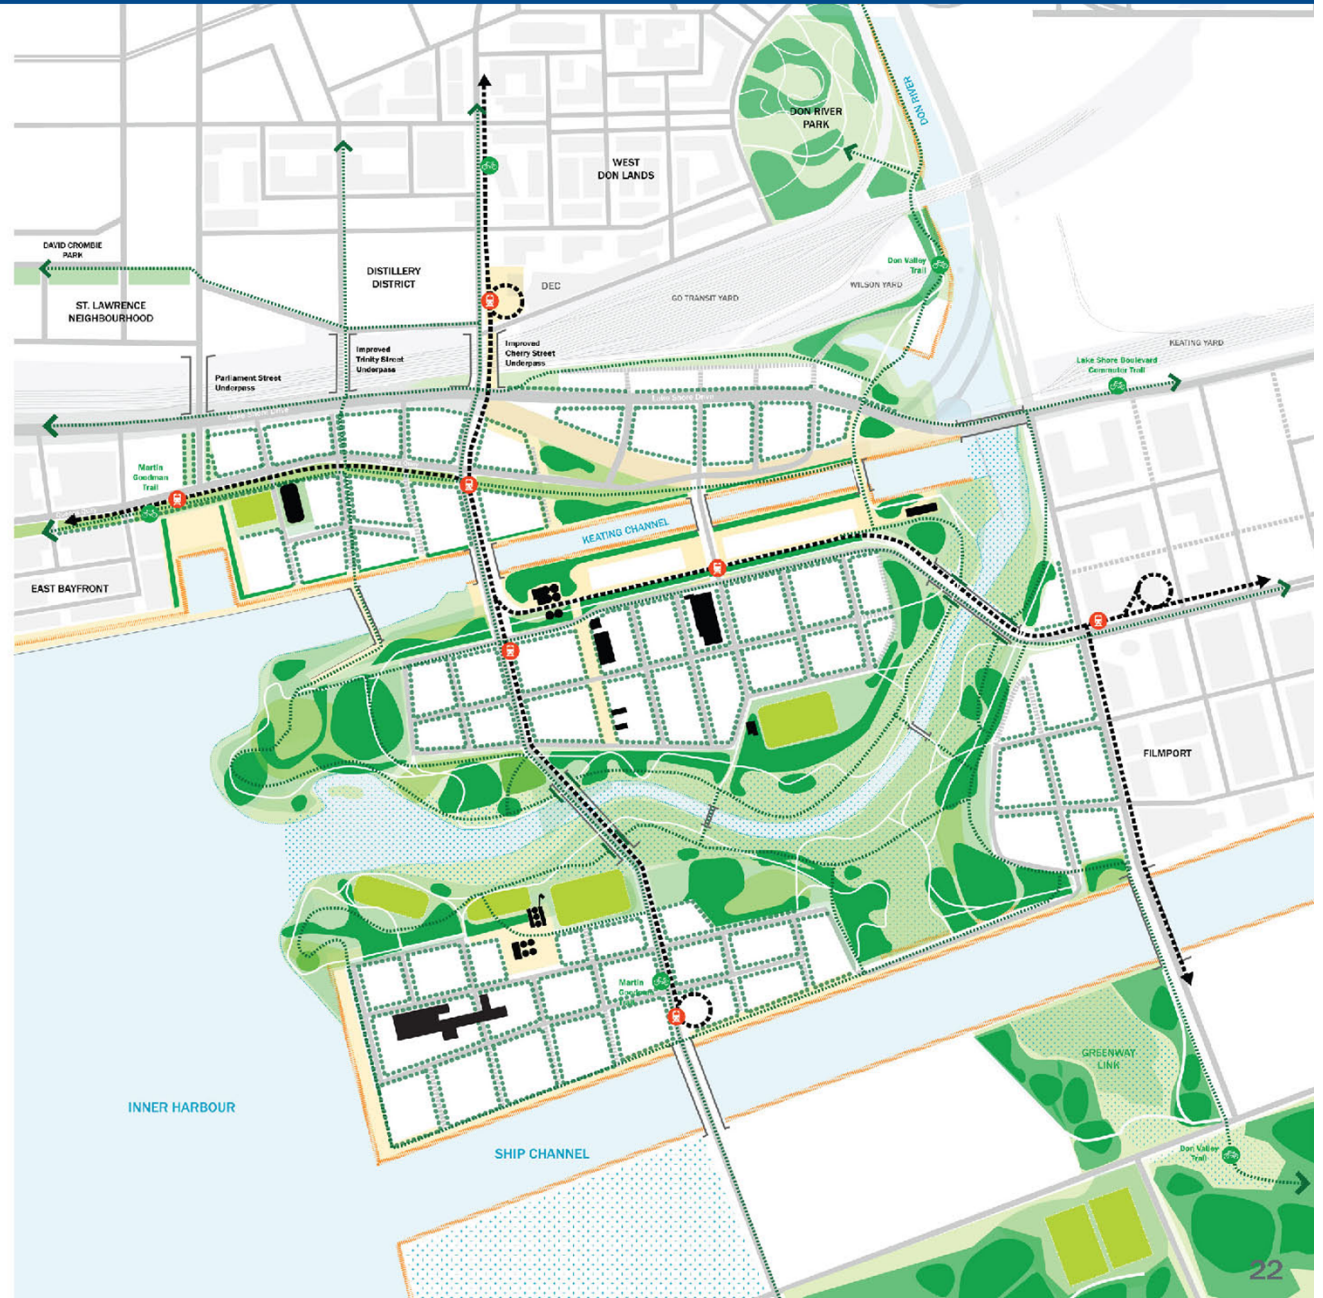 DON RIVER
DON RIVER
PARK
WEST
DON LANDS
DAVID CROMBIE
PARK
DISTILLERY
DISTRICT
Don Valley
Trail
DEC
GO TRANSIT YARD
WILSON YARD
ST. LAWRENCE
NEIGHBOURHOOD
KEATING YARD
Improved
Trinity Street
Underpass
Improved
Cherry Street
Underpass
Lake Shore Boulevard
Commuter Trail
Parliament Street
Underpass
Lake Shore Drive
Martin
Goodman
Trail
KEATING CHANNEL
EAST BAYFRONT
FILMPORT
Martin
GREENWAY
LINK
INNER HARBOUR
SHIP CHANNEL
Don Valley
Trail
22